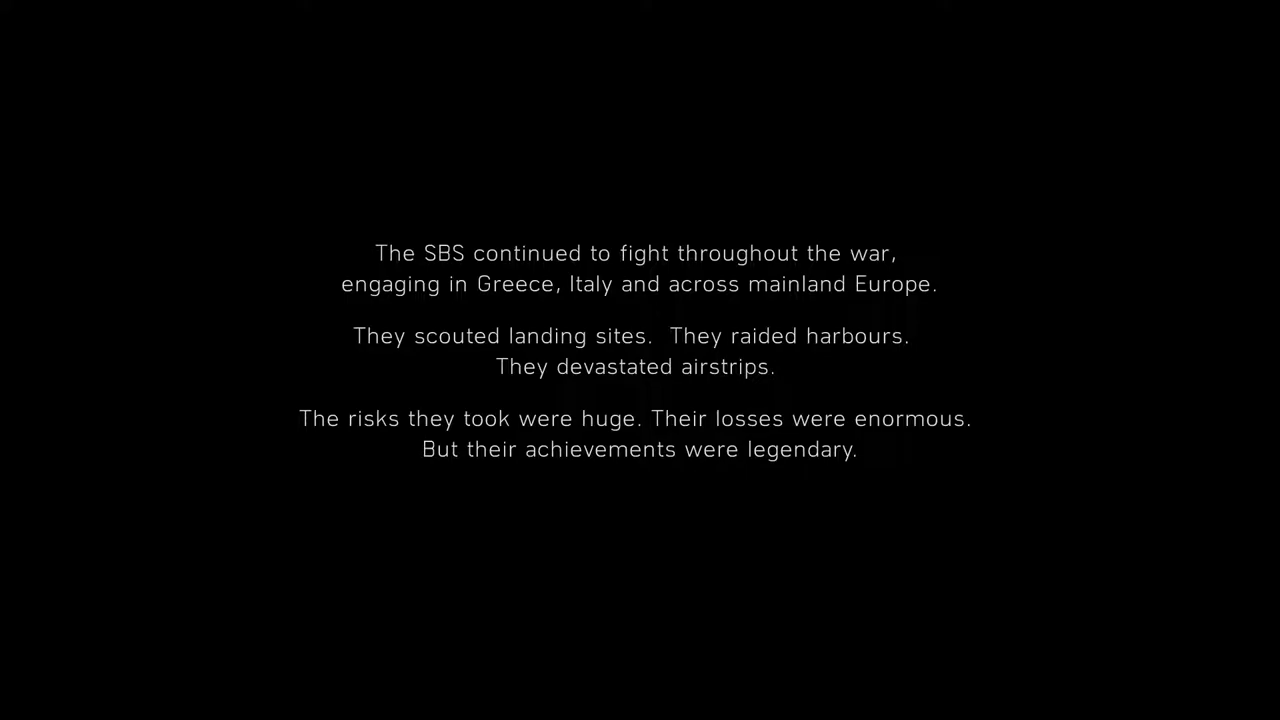 The SBS continued to fight throughout the war,
engaging in Greece, Italy and across mainland Europe.
They scouted landing sites.  They raided harbours.
They devastated airstrips.
The risks they took were huge. Their losses were enormous.
But their achievements were legendary.